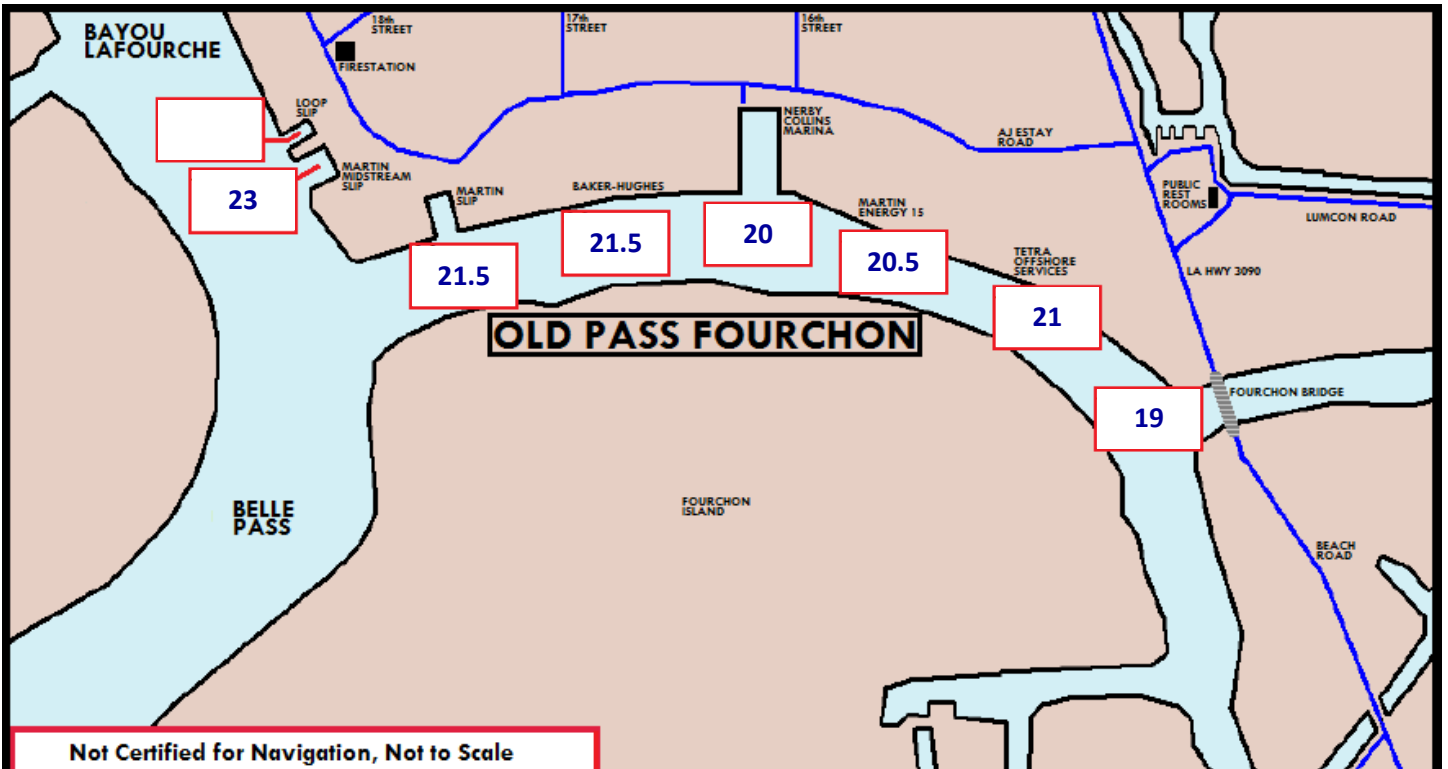 BAYOU
LAFOURCHE
18th
STREET
17th
STREET
16th
STREET
FIRESTATION
LOOP
SLIP
NERBY
COLLINS
MARINA
AJ ESTAY
ROAD
MARTIN
MIDSTREAM
SLIP
23
MARTIN
SLIP
BAKER-HUGHES
MARTIN
ENERGY 15
PUBLIC
REST
ROOMS
LUMCON ROAD
21.5
21.5
20
20.5
TETRA
OFFSHORE
SERVICES
LA HWY 3090
21
OLD PASS FOURCHON
19
FOURCHON BRIDGE
BELLE
PASS
FOURCHON
ISLAND
BEACH
ROAD
Not Certified for Navigation, Not to Scale